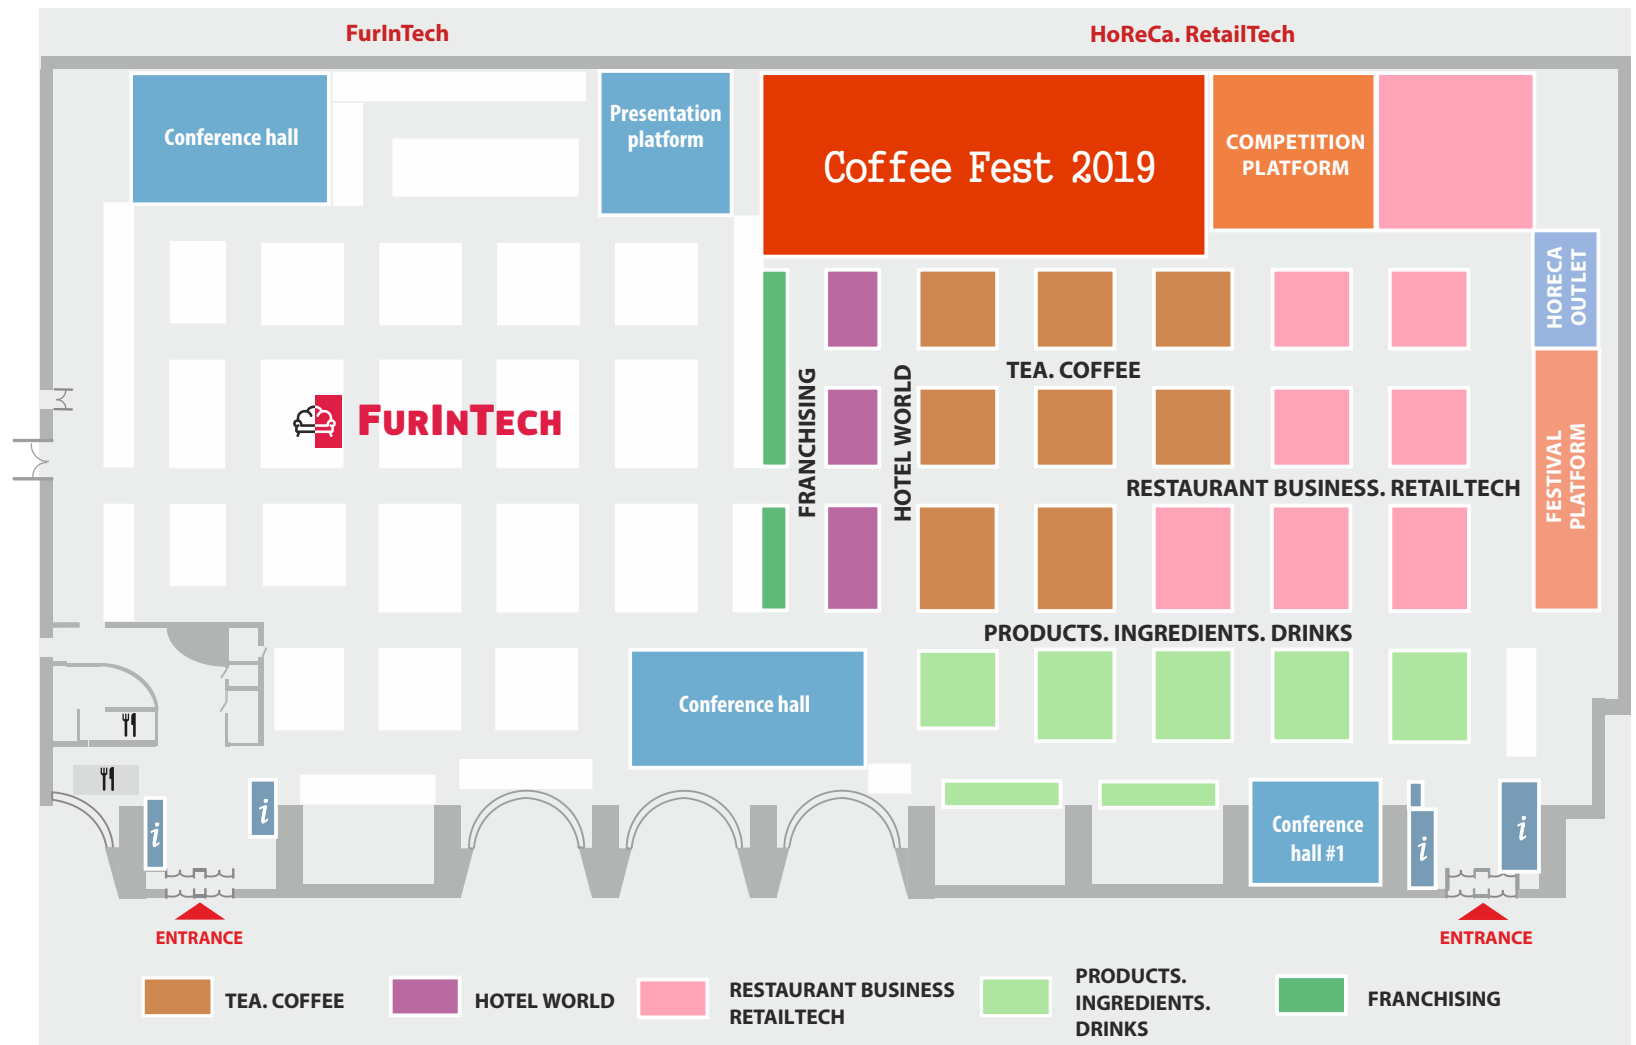 FurInTech
HoReCa. RetailTech
Conference hall
Presentation
platform
Coffee Fest 2019
COMPETITION
PLATFORM
HORECA
OUTLET
TEA. COFFEE
FRANCHISING
HOTEL WORLD
FURINTECH
FESTIVAL
PLATFORM
RESTAURANT BUSINESS. RETAILTECH
PRODUCTS. INGREDIENTS. DRINKS
Conference hall
i
i
Conference
hall #1
i
i
ENTRANCE
ENTRANCE
TEA. COFFEE
HOTEL WORLD
RESTAURANT BUSINESS
RETAILTECH
PRODUCTS.
INGREDIENTS.
DRINKS
FRANCHISING